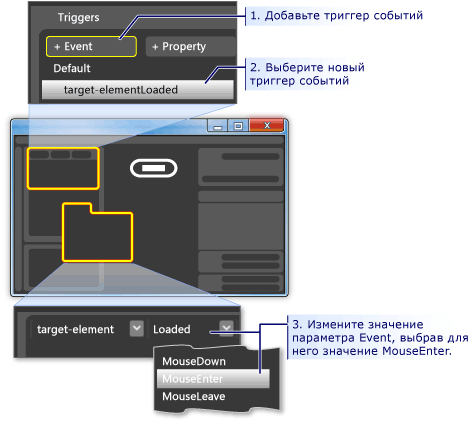 Triggers
1. Добавьте триггер событий
+ Event
+ Property
Default
2. Выберите новый
триггер событий
target-elementLoaded
target-element
Loaded
3. Измените значение
параметра Event, выбрав для
него значение MouseEnter.
MouseDown
MouseEnter
MouseLeave